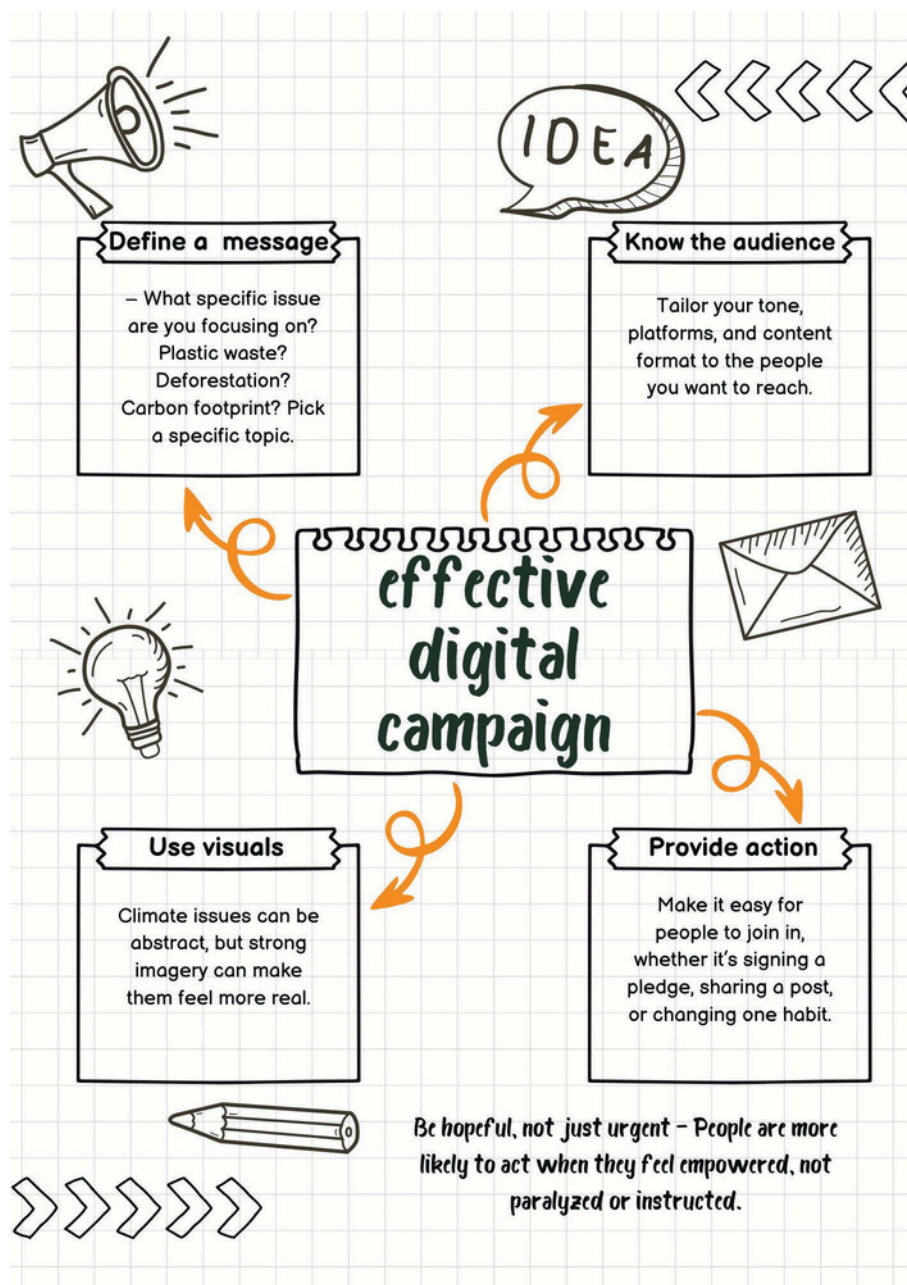 IDEA
Define a message
– What specific issue
are you focusing on?
Plastic waste?
Deforestation?
Carbon footprint? Pick
a specific topic.
Know the audience
Tailor your tone,
platforms, and content
format to the people
you want to reach.
effective
digital
campaign
Use visuals
Climate issues can be
abstract, but strong
imagery can make
them feel more real.
Provide action
Make it easy for
people to join in,
whether it's signing a
pledge, sharing a post,
or changing one habit.
Be hopeful, not just urgent – People are more
likely to act when they feel empowered, not
paralyzed or instructed.